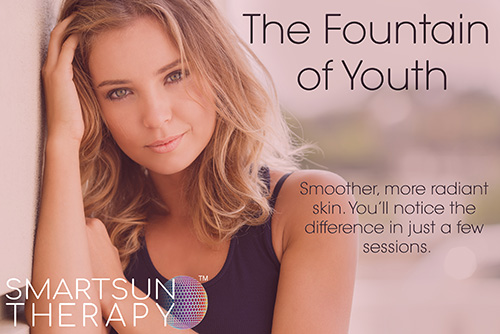 The Fountain
of Youth
Smoother, more radiant
skin. You'll notice the
difference in just a few
sessions.
SMARTSUN
THERAPY ™